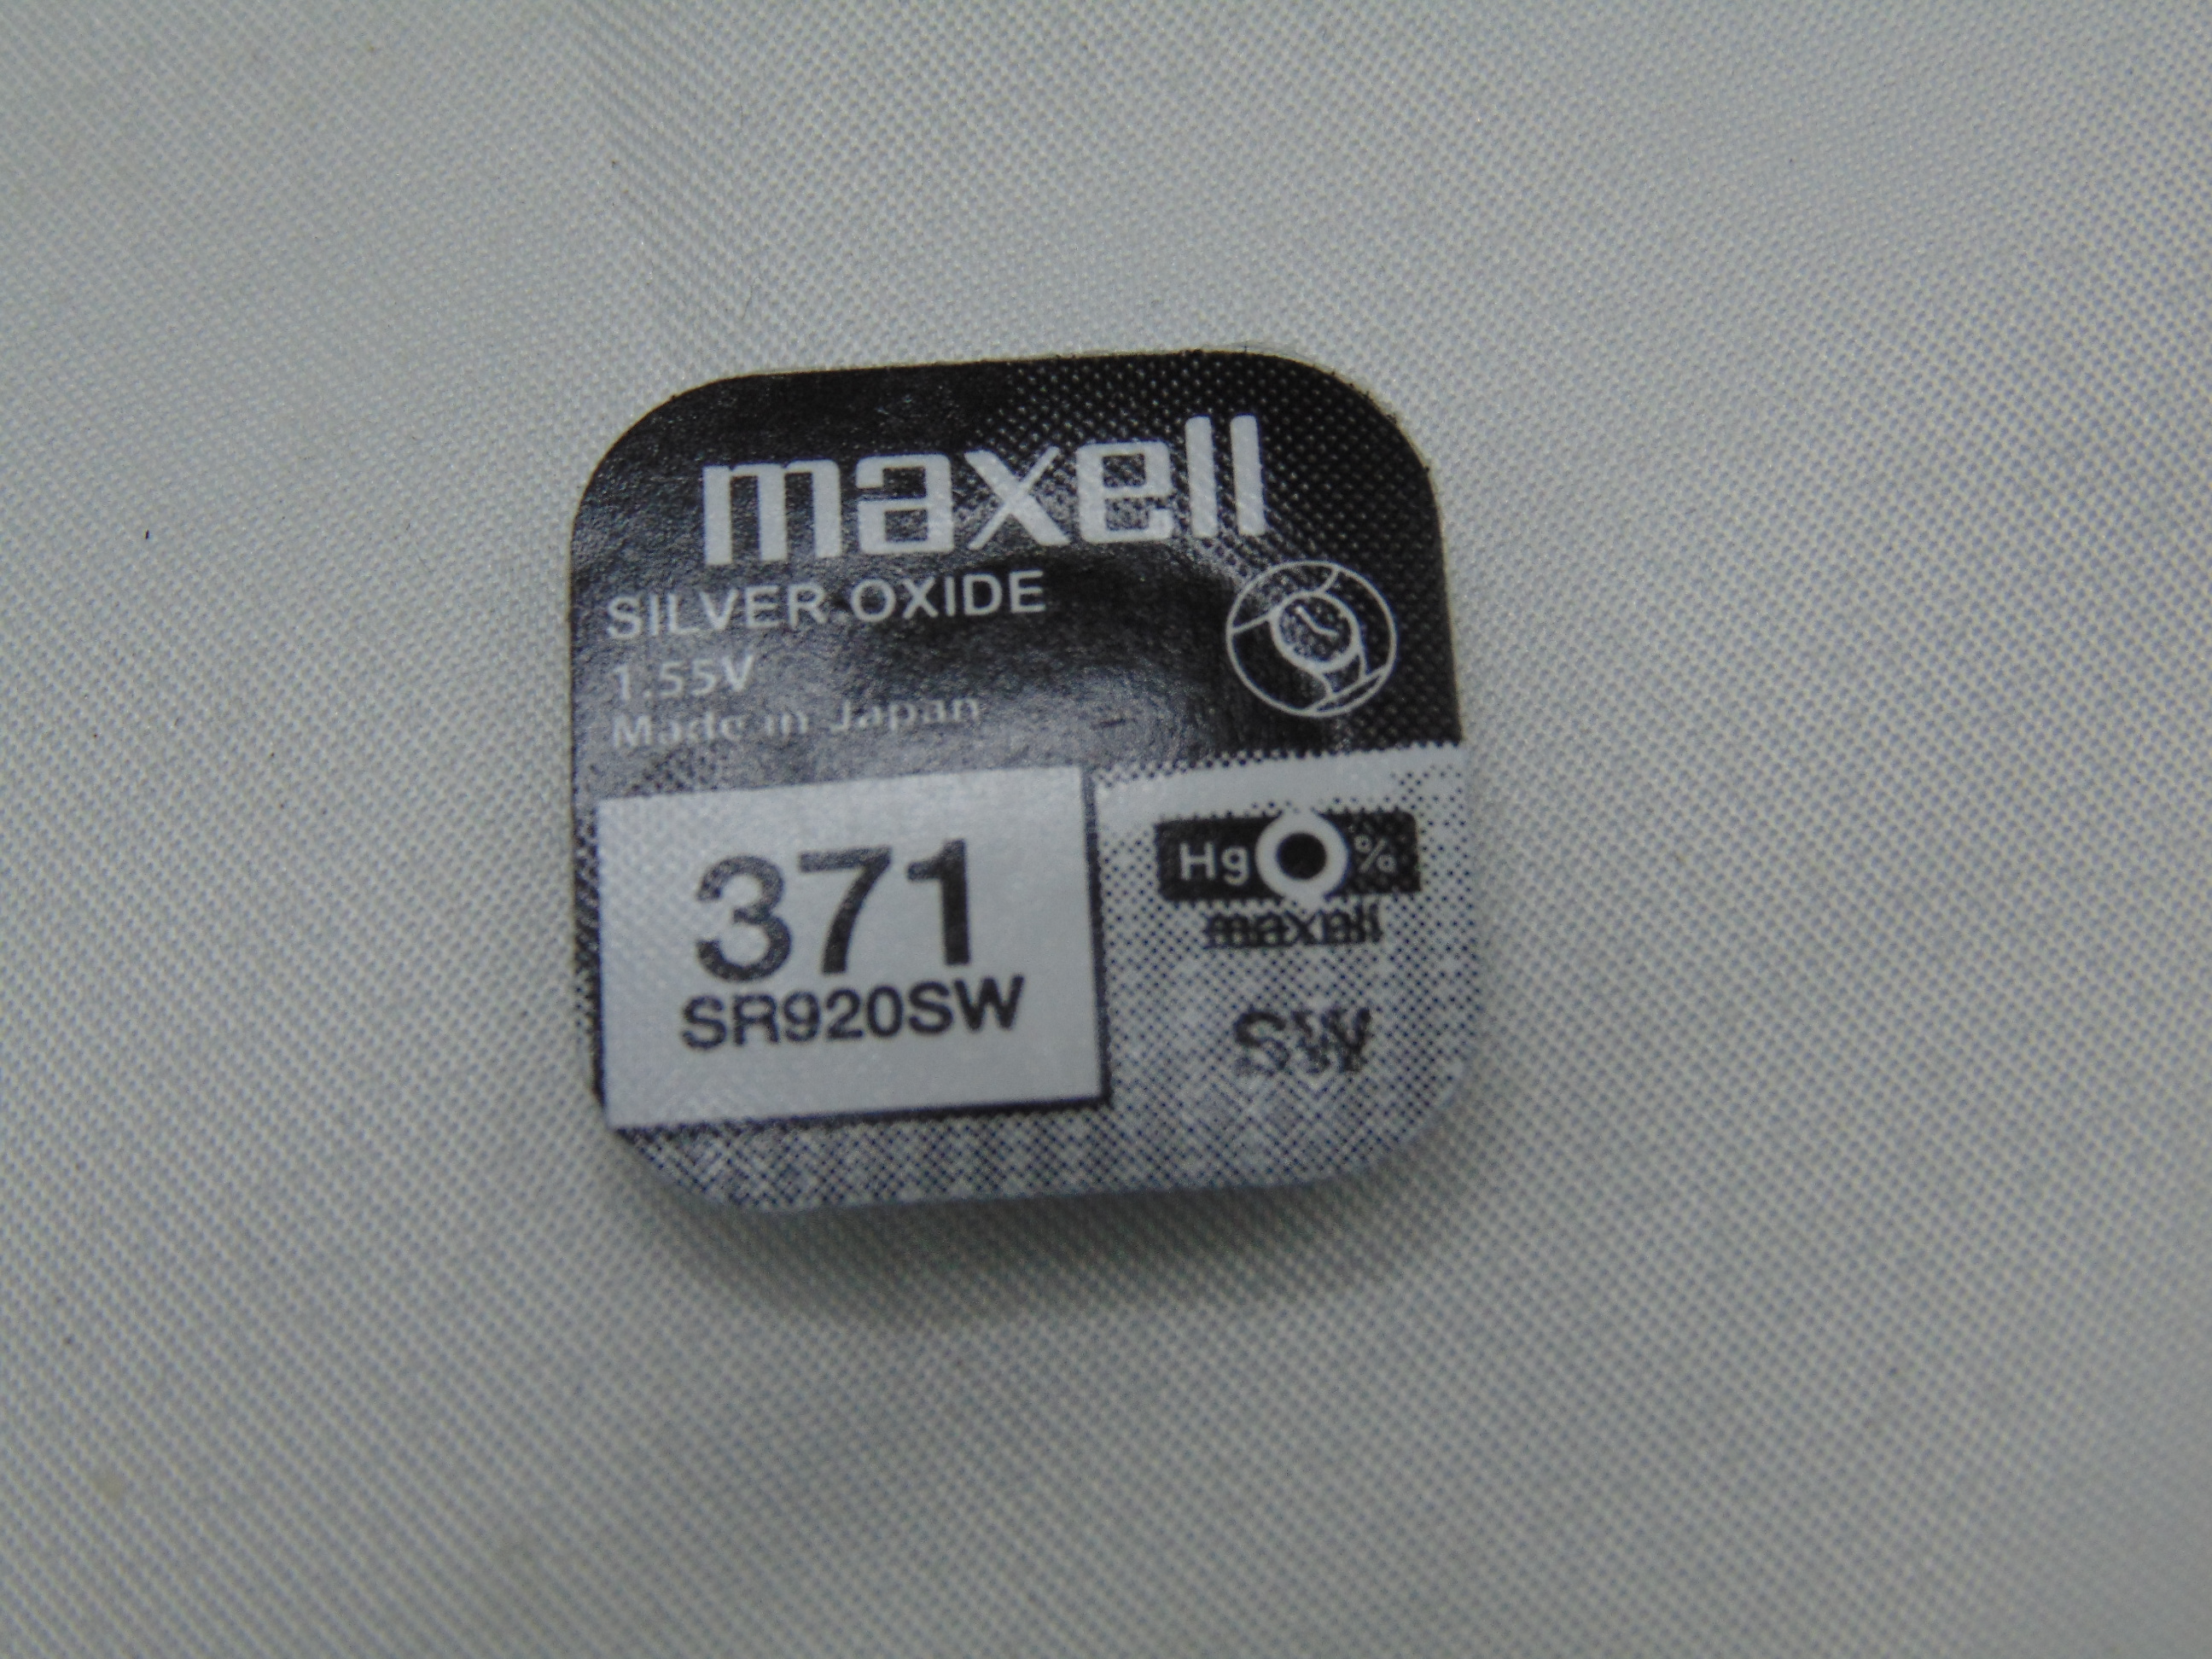 maxell
SILVER OXIDE
1.55V
Made in Japan
371
SR920SW
Hg 0 %
maxell
SW